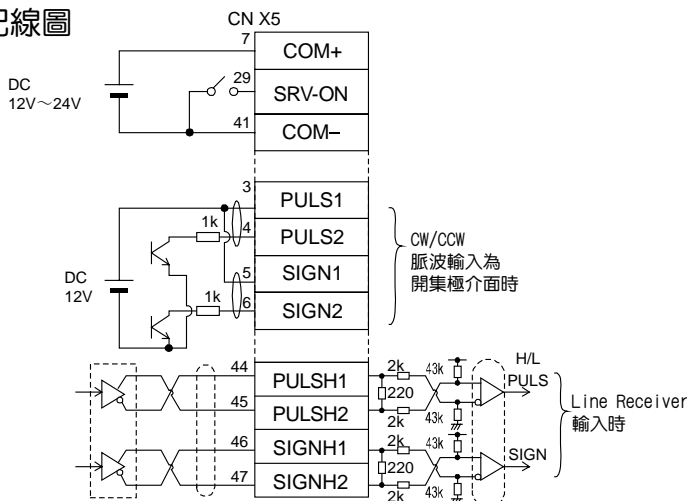 配線圖
CN X5
7
COM+
DC
12V～24V
29
SRV-ON
41
COM−
3
PULS1
1k
4
PULS2
CW/CCW
脈波輸入為
開集極介面時
DC
12V
5
SIGN1
1k
6
SIGN2
44
PULSH1
2k
43k
H/L
PULS
220
45
PULSH2
2k
43k
Line Receiver
輸入時
46
SIGNH1
2k
43k
SIGN
220
47
SIGNH2
2k
43k